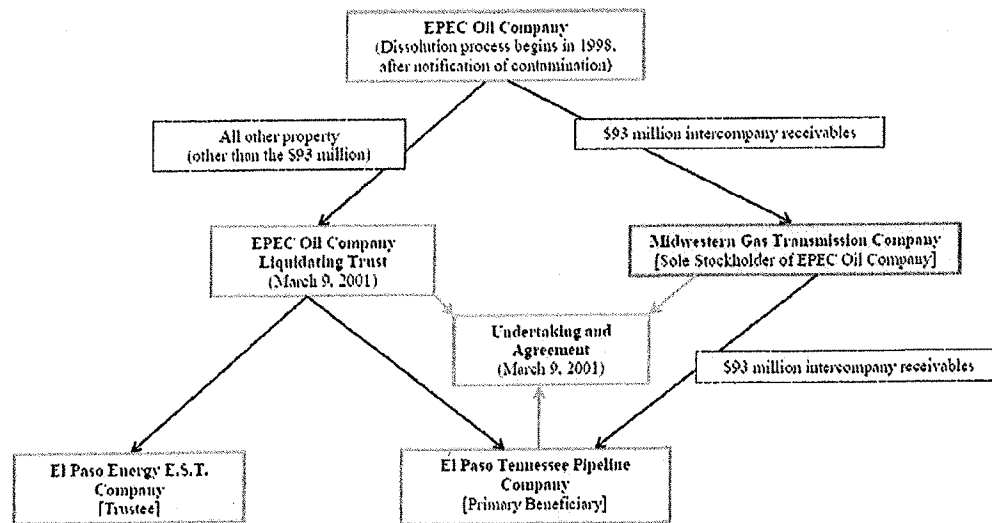 EPEC Oil Company
(Dissolution process begins in 1998,
after notification of contamination)
All other property
(other than the $93 million)
$93 million intercompany receivables
EPEC Oil Company
Liquidating Trust
(March 9, 2001)
Midwestern Gas Transmission Company
[Sole Stockholder of EPEC Oil Company]
Undertaking and
Agreement
(March 9, 2001)
$93 million intercompany receivables
El Paso Energy E.S.T.
Company
[Trustee]
El Paso Tennessee Pipeline
Company
[Primary Beneficiary]